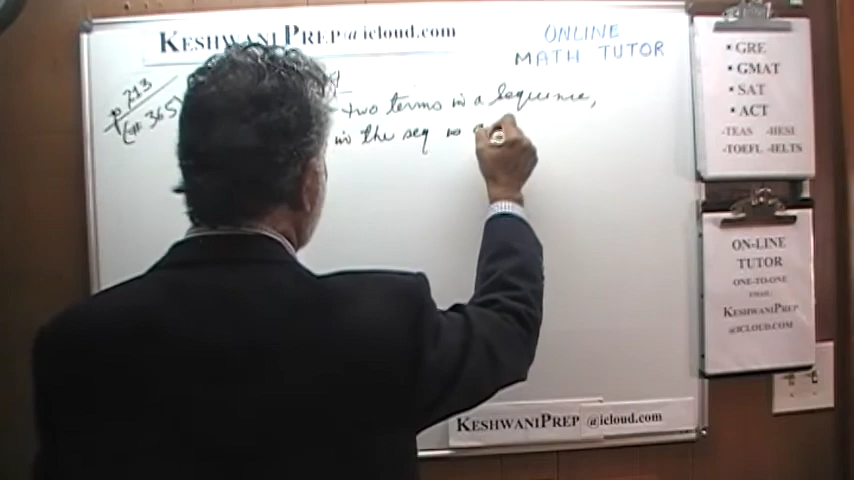 KESHWANIPREP@icloud.com
ONLINE
MATH TUTOR
p 213
(## 365)
two terms in a sequence,
in the seq is
• GRE
• GMAT
• SAT
• ACT
-TEAS -HESI
-TOEFL -IELTS
ON-LINE
TUTOR
ONE-TO-ONE
EMAIL:
KESHWANIPREP
@ICLOUD.COM
KESHWANIPREP @icloud.com